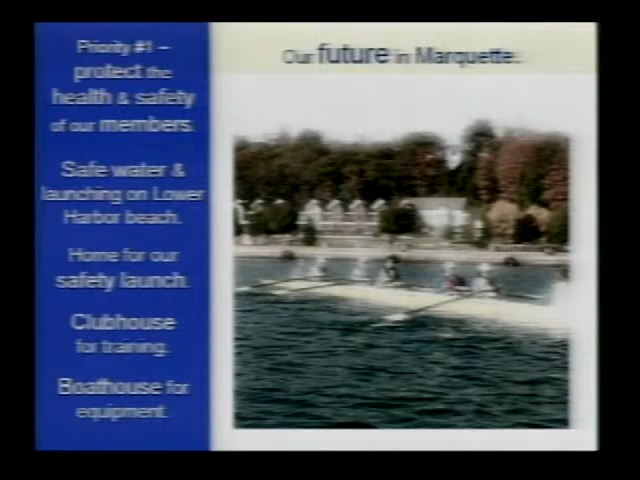 Priority #1 –
protect the
health & safety
of our members.
Safe water &
launching on Lower
Harbor beach.
Home for our
safety launch.
Clubhouse
for training.
Boathouse for
equipment.
Our future in Marquette: